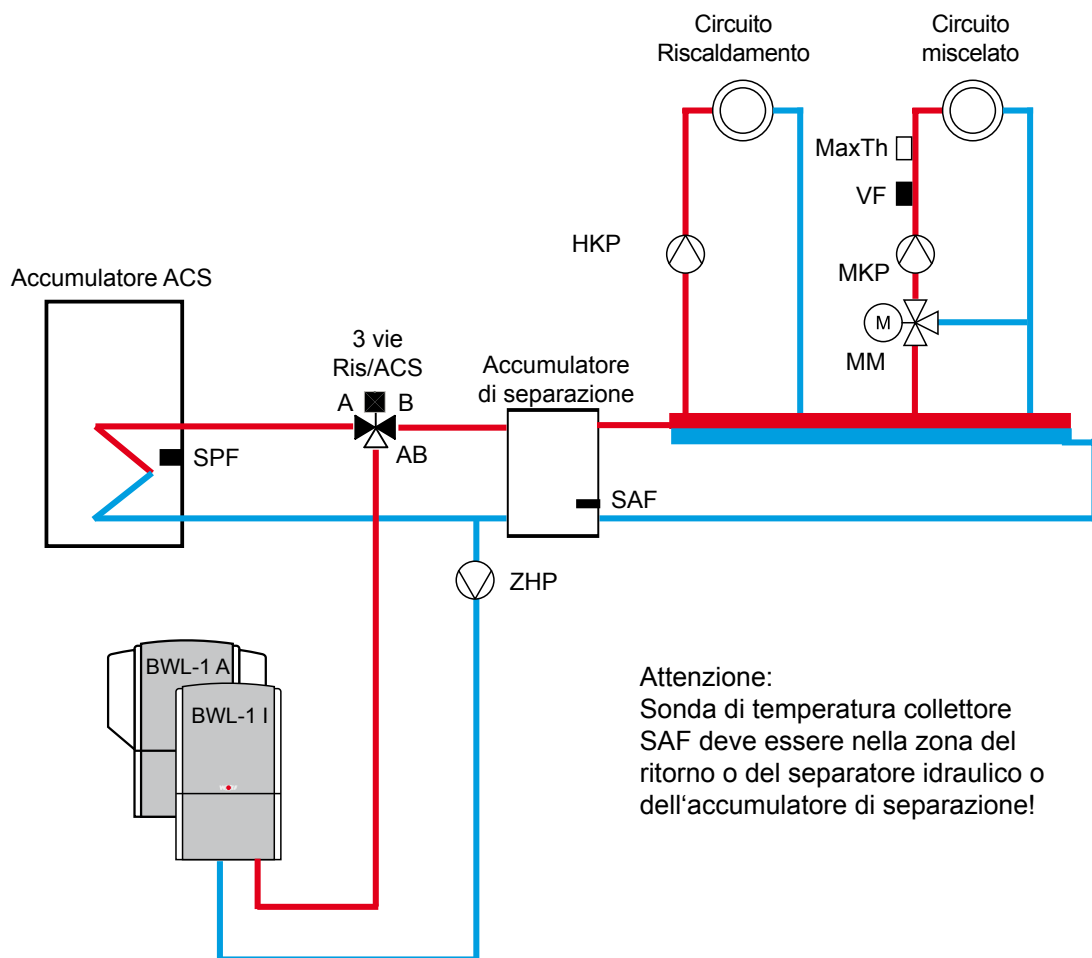 Circuito
Riscaldamento
Circuito
miscelato
MaxTh
VF
HKP
MKP
M
MM
Accumulatore ACS
3 vie
Ris/ACS
A
B
AB
Accumulatore
di separazione
SPF
SAF
ZHP
BWL-1 A
BWL-1 I
Attenzione:
Sonda di temperatura collettore
SAF deve essere nella zona del
ritorno o del separatore idraulico o
dell‘accumulatore di separazione!